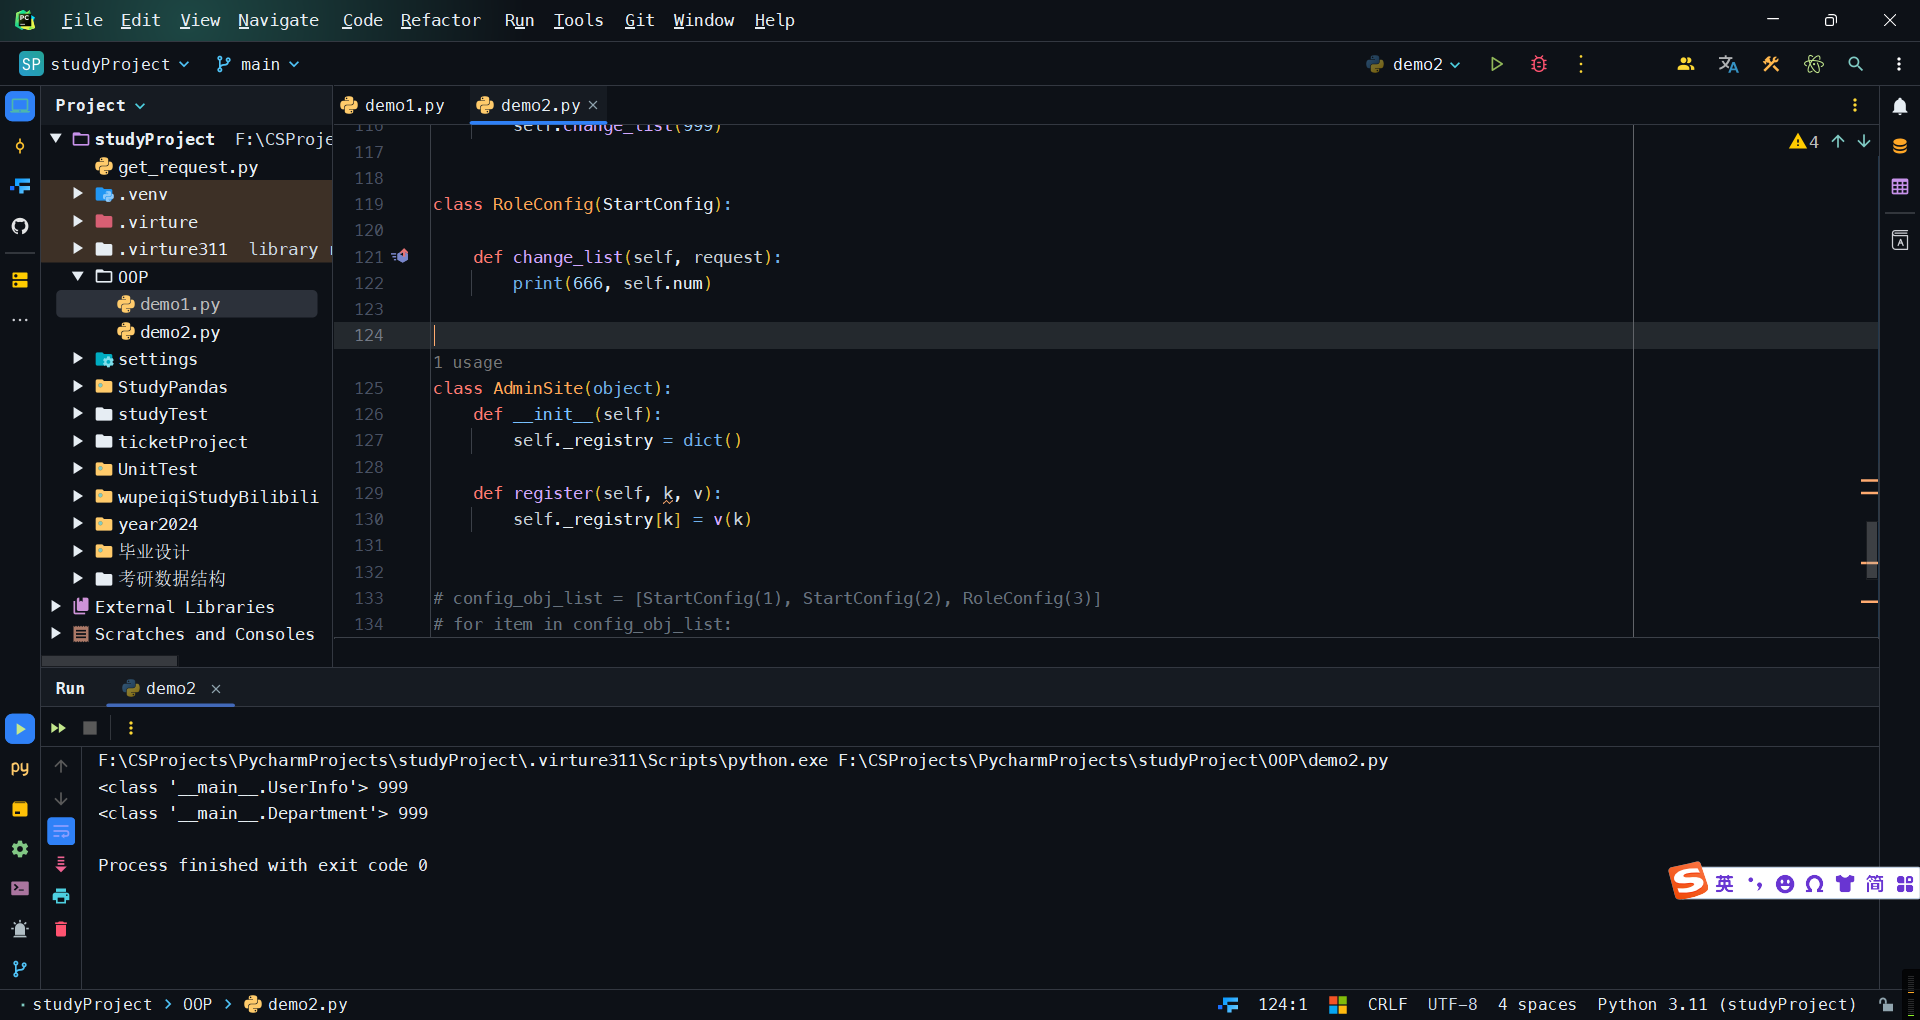 File Edit View Navigate Code Refactor Run Tools Git Window Help
SP studyProject main demo2
Project
demo1.py demo2.py
studyProject F:\CSProje
get_request.py
.venv
.virture
.virture311 library
OOP
demo1.py
demo2.py
settings
StudyPandas
studyTest
ticketProject
UnitTest
wupeiqiStudyBilibili
year2024
毕业设计
考研数据结构
External Libraries
Scratches and Consoles
4
116 self.change_list(999)
117
118
119 class RoleConfig(StartConfig):
120
121 def change_list(self, request):
122 print(666, self.num)
123
124
1 usage
125 class AdminSite(object):
126 def __init__(self):
127 self._registry = dict()
128
129 def register(self, k, v):
130 self._registry[k] = v(k)
131
132
133 # config_obj_list = [StartConfig(1), StartConfig(2), RoleConfig(3)]
134 # for item in config_obj_list:
Run demo2
F:\CSProjects\PycharmProjects\studyProject\.virture311\Scripts\python.exe F:\CSProjects\PycharmProjects\studyProject\OOP\demo2.py
<class '__main__.UserInfo'> 999
<class '__main__.Department'> 999
Process finished with exit code 0
英 简
studyProject > OOP > demo2.py 124:1 CRLF UTF-8 4 spaces Python 3.11 (studyProject)